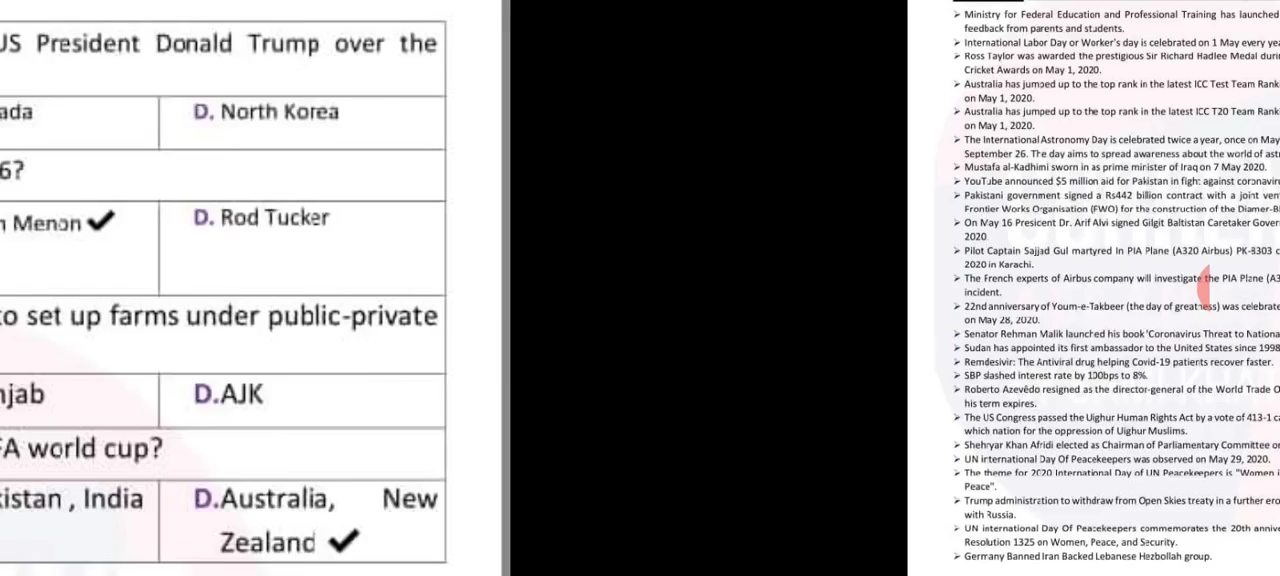 US President Donald Trump over the
ada
D. North Korea
6?
n Menon ✔
D. Rod Tucker
to set up farms under public-private
njab
D.AJK
FA world cup?
kistan , India
D.Australia, New
Zealand ✔
➢ Ministry for Federal Education and Professional Training has launched
feedback from parents and students.
➢ International Labor Day or Worker's day is celebrated on 1 May every yea
➢ Ross Taylor was awarded the prestigious Sir Richard Hadlee Medal duri
Cricket Awards on May 1, 2020.
➢ Australia has jumped up to the top rank in the latest ICC Test Team Rank
on May 1, 2020.
➢ Australia has jumped up to the top rank in the latest ICC T20 Team Rank
on May 1, 2020.
➢ The International Astronomy Day is celebrated twice a year, once on May
September 26. The day aims to spread awareness about the world of ast
➢ Mustafa al-Kadhimi sworn in as prime minister of Iraq on 7 May 2020.
➢ YouTube announced $5 million aid for Pakistan in fight against coronavir
➢ Pakistani government signed a Rs442 billion contract with a joint ven
Frontier Works Organisation (FWO) for the construction of the Diamer-B
➢ On May 16 President Dr. Arif Alvi signed Gilgit Baltistan Caretaker Gover
2020.
➢ Pilot Captain Sajjad Gul martyred In PIA Plane (A320 Airbus) PK-8303 c
2020 in Karachi.
➢ The French experts of Airbus company will investigate the PIA Plane (A3
incident.
➢ 22nd anniversary of Youm-e-Takbeer (the day of greatness) was celebrate
on May 28, 2020.
➢ Senator Rehman Malik launched his book 'Coronavirus Threat to Nationa
➢ Sudan has appointed its first ambassador to the United States since 1998
➢ Remdesivir: The Antiviral drug helping Covid-19 patients recover faster.
➢ SBP slashed interest rate by 100bps to 8%.
➢ Roberto Azevêdo resigned as the director-general of the World Trade O
his term expires.
➢ The US Congress passed the Uighur Human Rights Act by a vote of 413-1 ca
which nation for the oppression of Uighur Muslims.
➢ Shehryar Khan Afridi elected as Chairman of Parliamentary Committee o
➢ UN international Day Of Peacekeepers was observed on May 29, 2020.
➢ The theme for 2020 International Day of UN Peacekeepers is "Women i
Peace".
➢ Trump administration to withdraw from Open Skies treaty in a further ero
with Russia.
➢ UN international Day Of Peacekeepers commemorates the 20th annive
Resolution 1325 on Women, Peace, and Security.
➢ Germany Banned Iran Backed Lebanese Hezbollah group.